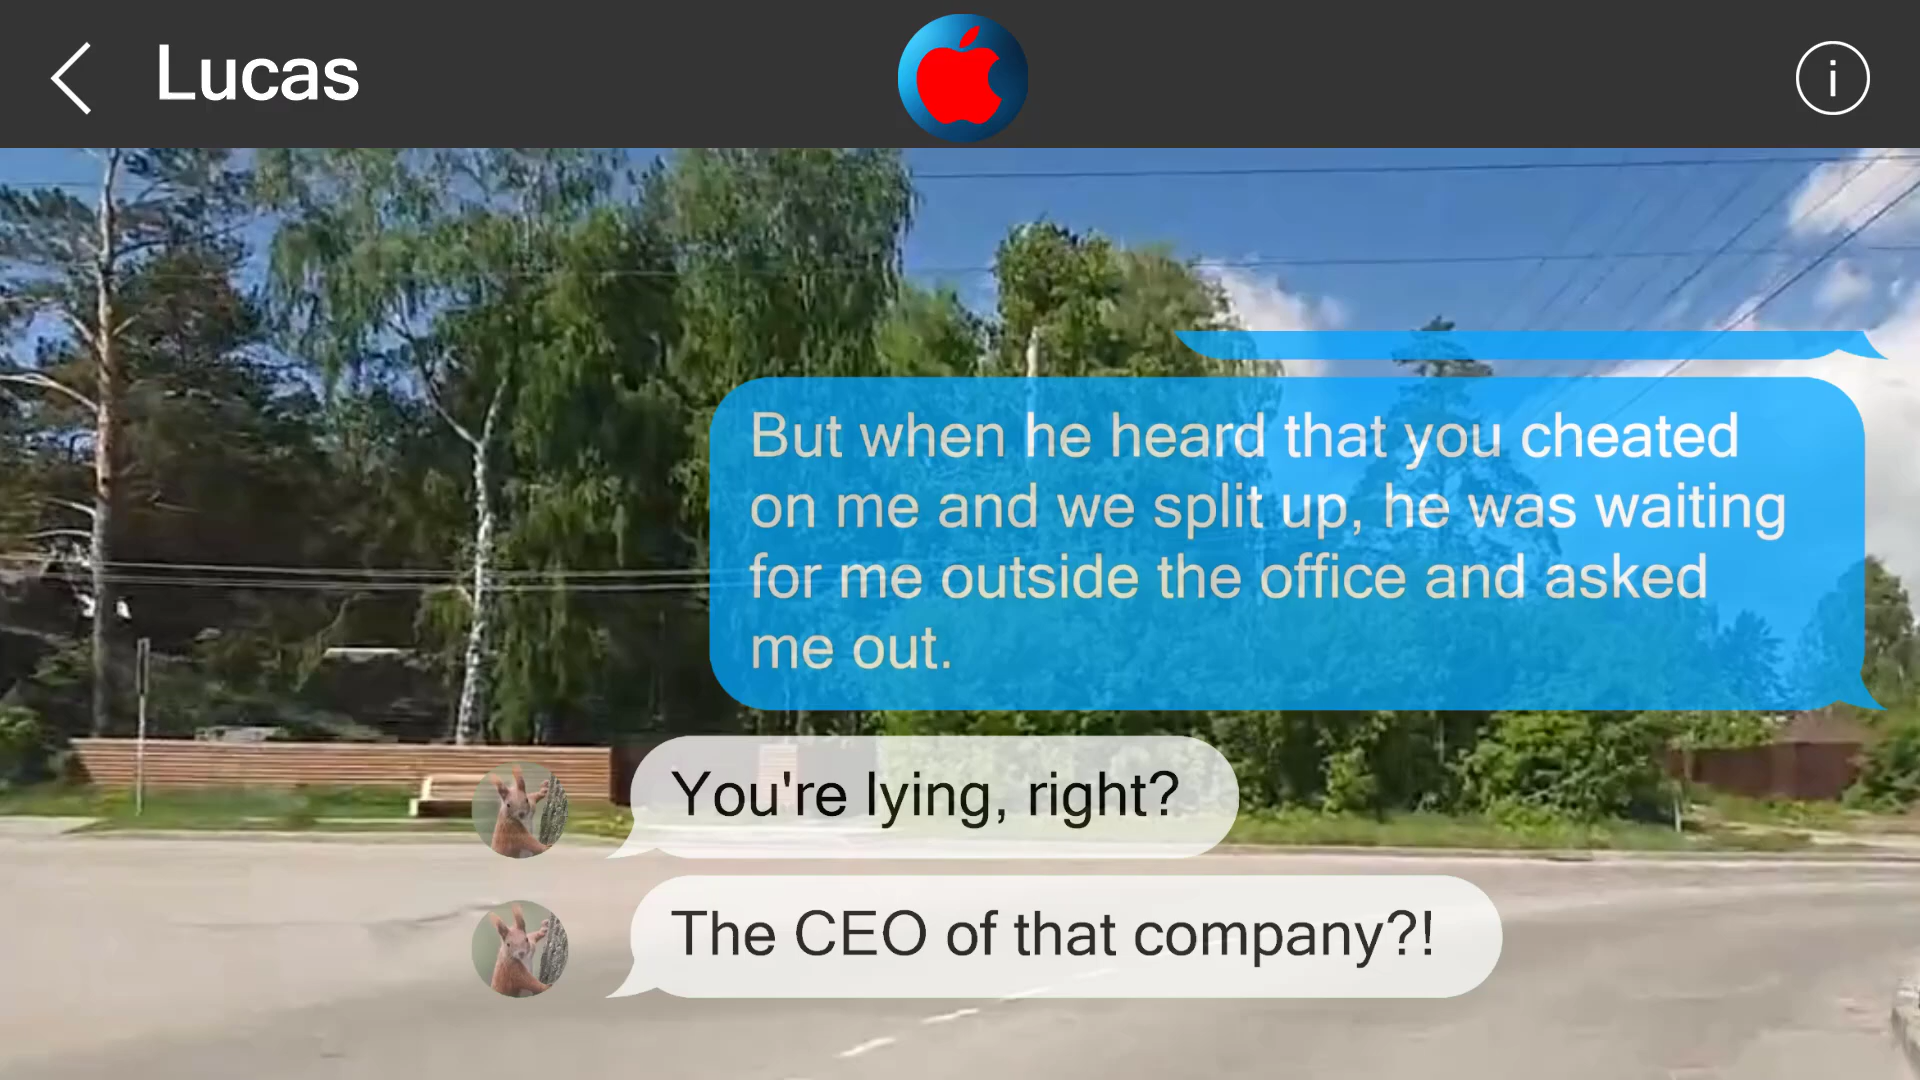 Lucas
i
But when he heard that you cheated
on me and we split up, he was waiting
for me outside the office and asked
me out.
You're lying, right?
The CEO of that company?!